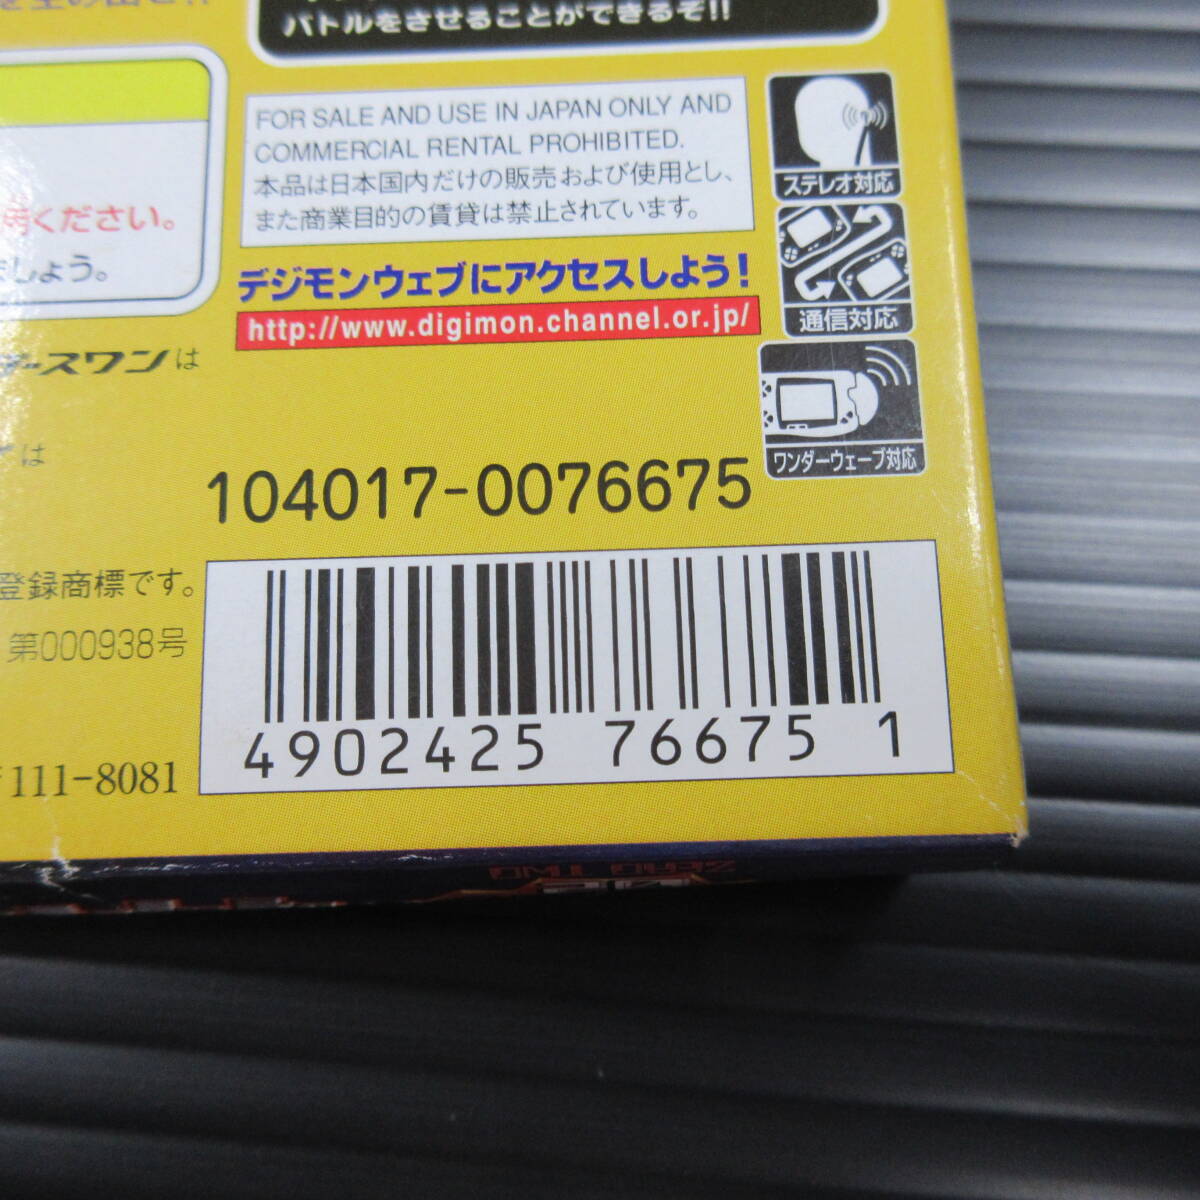 バトルをさせることができるぞ!!
FOR SALE AND USE IN JAPAN ONLY AND
COMMERCIAL RENTAL PROHIBITED.
本品は日本国内だけの販売および使用とし、
また商業目的の賃貸は禁止されています。
デジモンウェブにアクセスしよう!
http://www.digimon.channel.or.jp/
ステレオ対応
通信対応
ワンダーウェーブ対応
用ください。
しょう。
ースワンは
は
登録商標です。
第000938号
〒111-8081
104017-0076675
4902425 76675 1